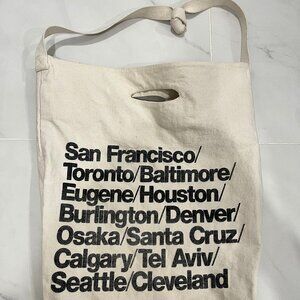 San Francisco/
Toronto/Baltimore/
Eugene/Houston/
Burlington/Denver/
Osaka/Santa Cruz/
Calgary/Tel Aviv/
Seattle/Cleveland